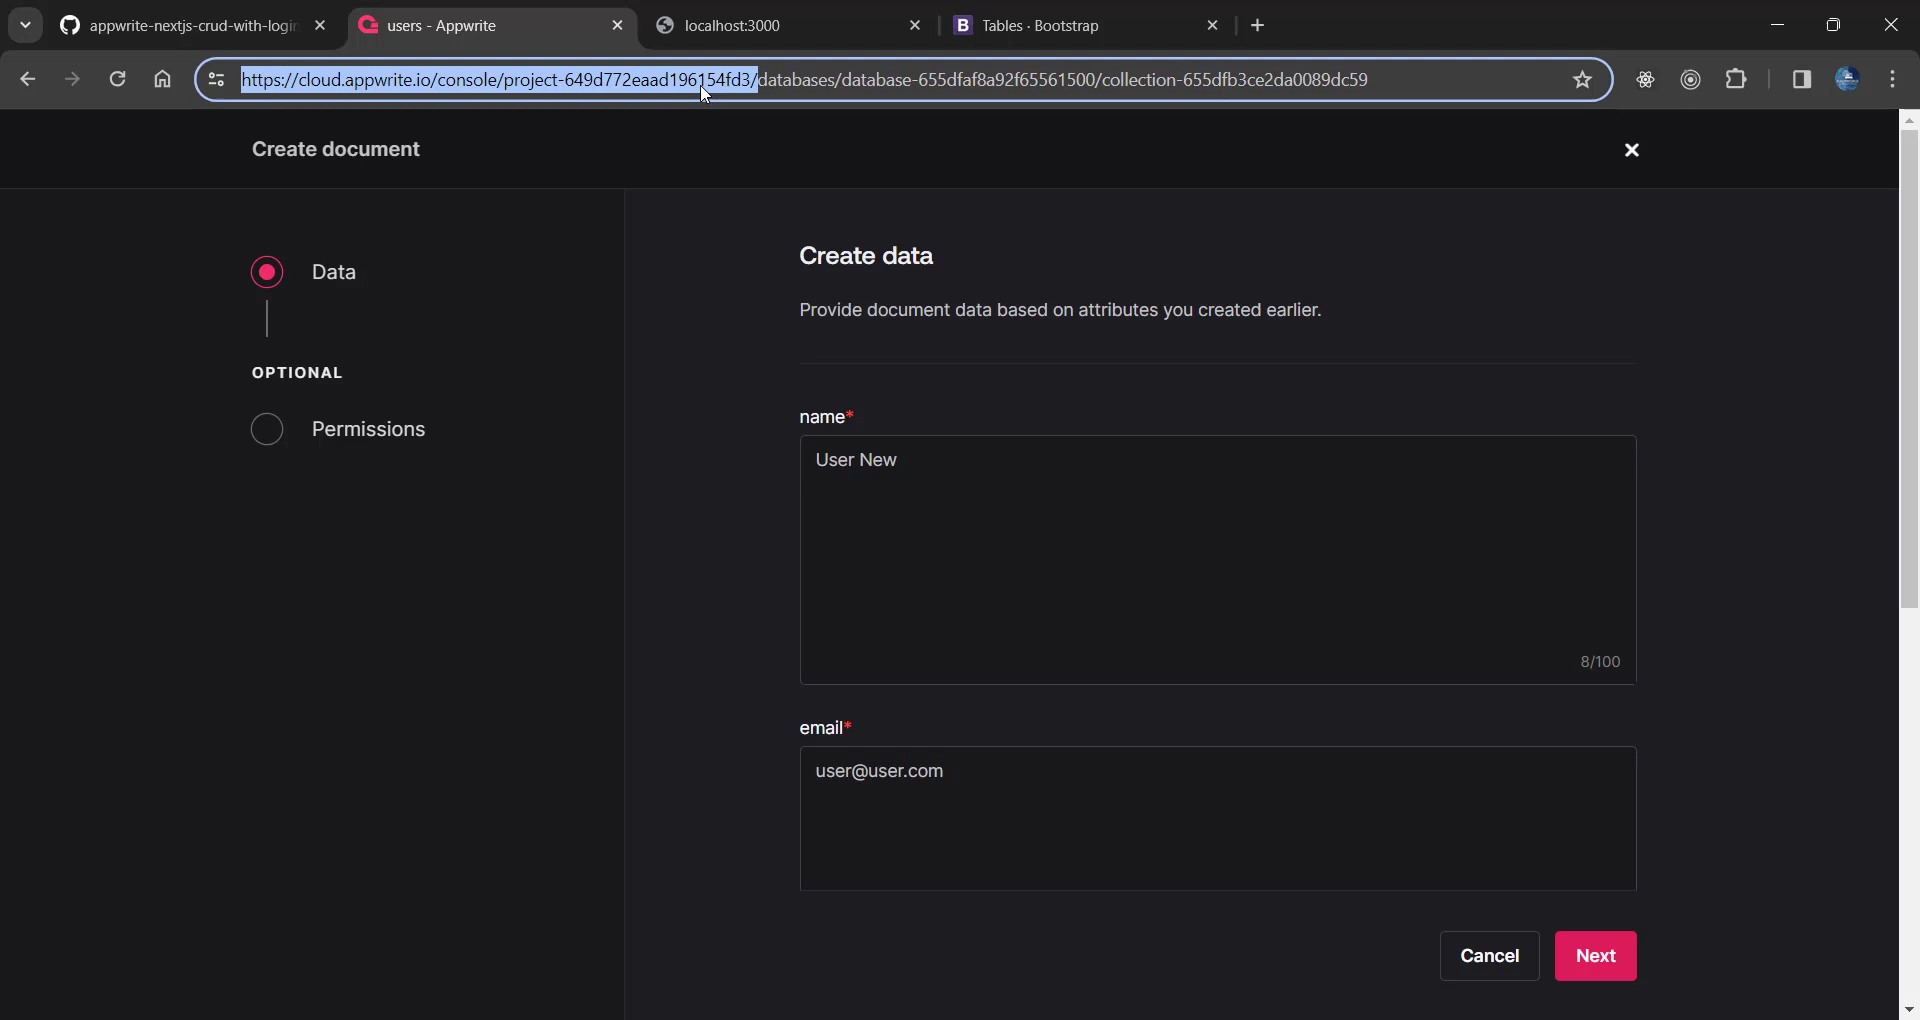 appwrite-nextjs-crud-with-login
users - Appwrite
localhost:3000
B Tables · Bootstrap
https://cloud.appwrite.io/console/project-649d772eaad196154fd3/databases/database-655dfaf8a92f65561500/collection-655dfb3ce2da0089dc59
Create document
Data
OPTIONAL
Permissions
Create data
Provide document data based on attributes you created earlier.
name*
User New
8/100
email*
user@user.com
Cancel
Next